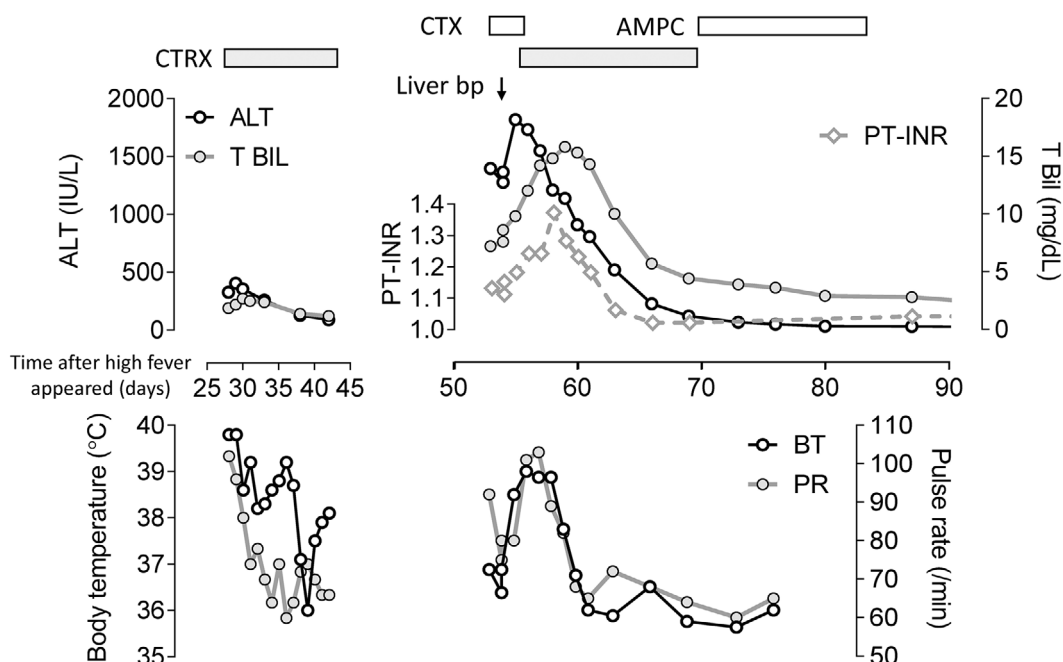 CTX AMPC
CTRX
Liver bp
2000 20
ALT
T BIL
PT-INR
1500 15
ALT (IU/L)
1000 1.4 10
1.3
PT-INR
T Bil (mg/dL)
500 1.2 5
1.1
0 1.0 0
Time after high fever
appeared (days)
25 30 35 40 45 50 60 70 80 90
40 110
BT
39 100
PR
90
38
Body temperature (°C)
80
Pulse rate (/min)
37
70
36 60
35 50